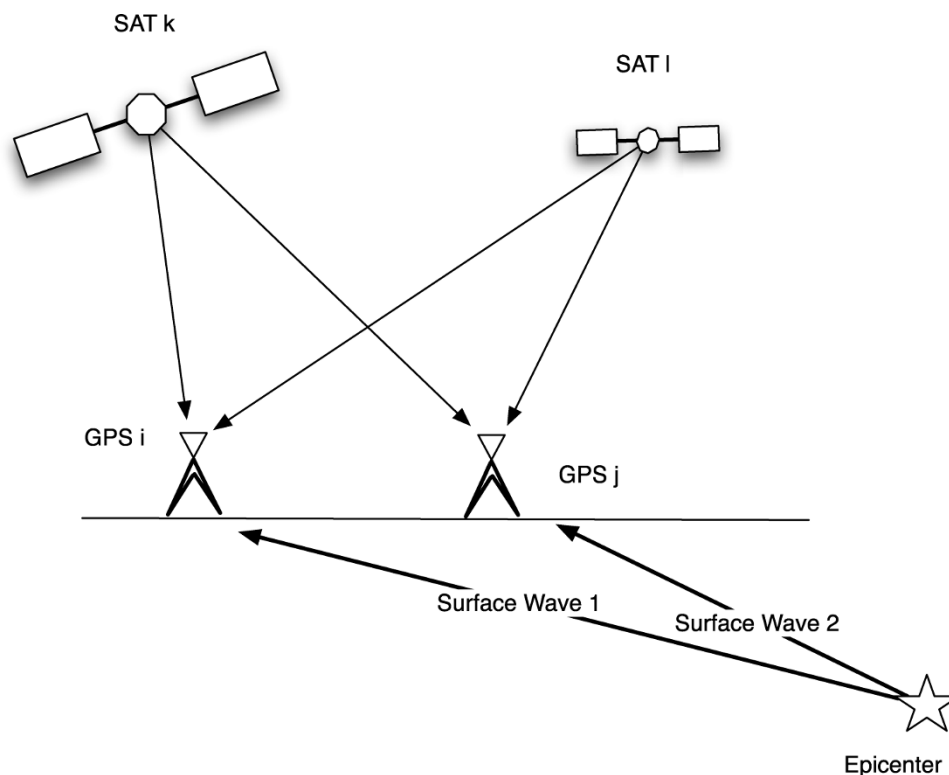 SAT k
SAT l
GPS i
GPS j
Surface Wave 1
Surface Wave 2
Epicenter